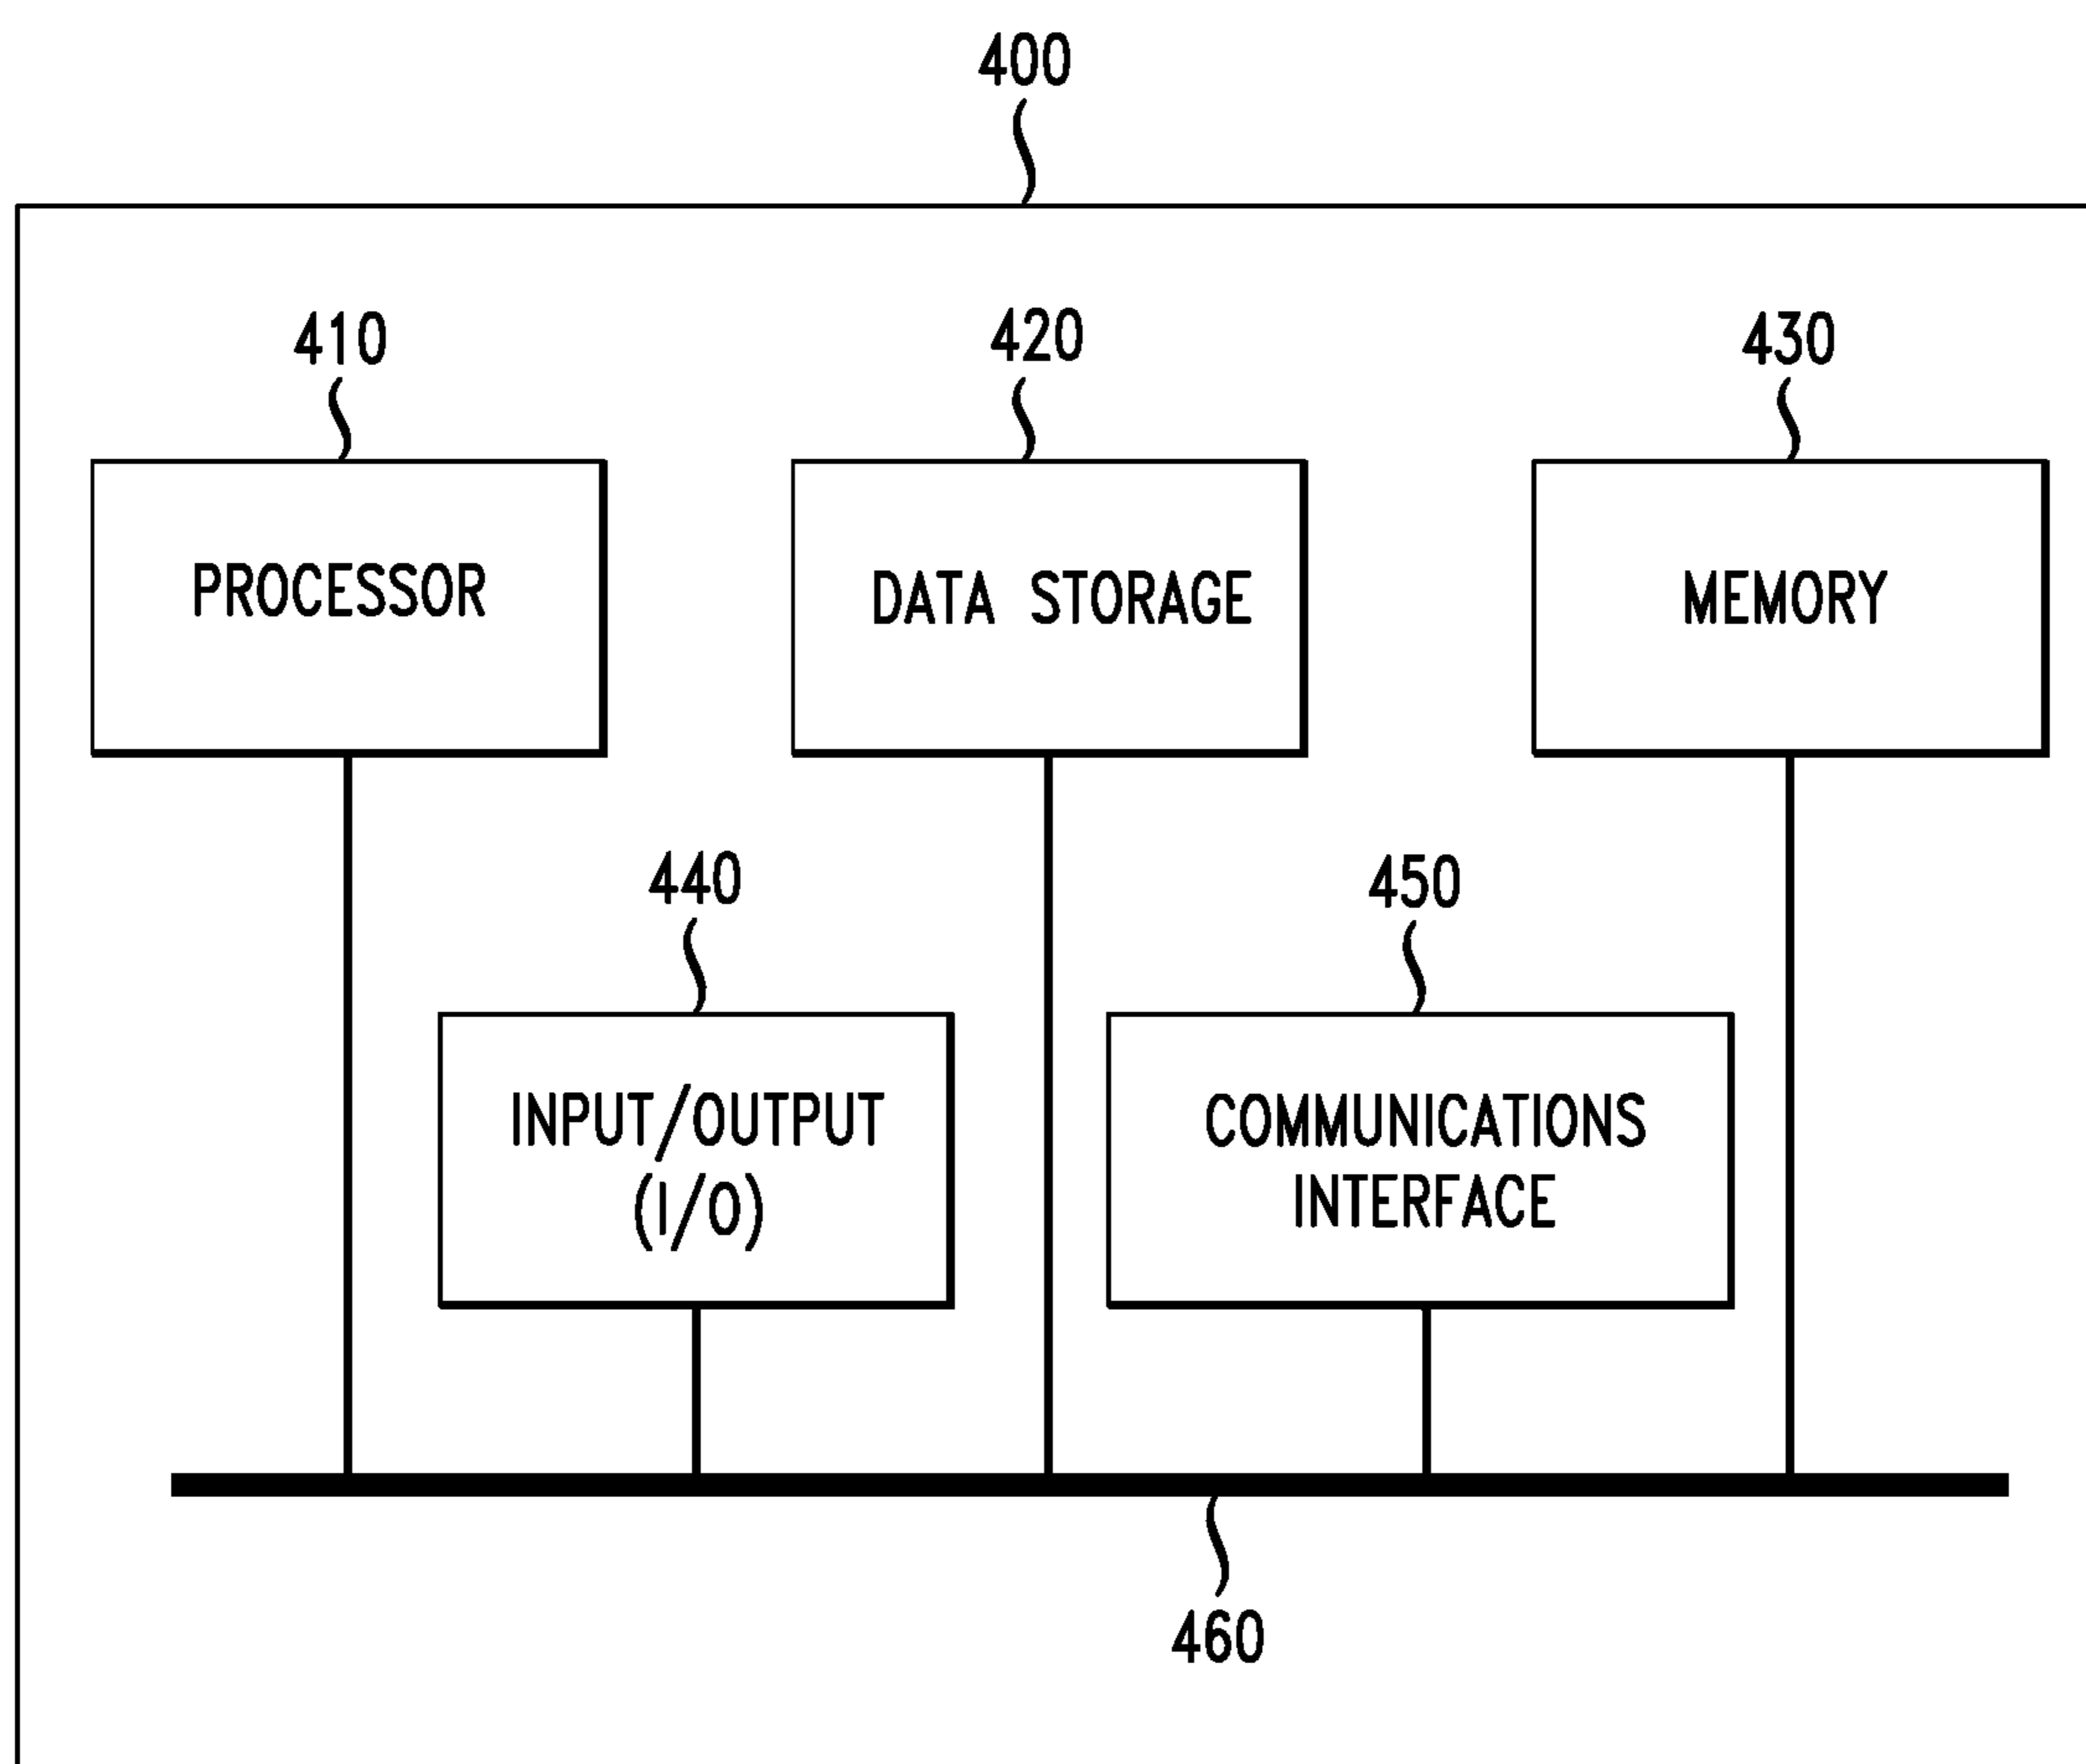 400
410
420
430
PROCESSOR
DATA STORAGE
MEMORY
440
450
INPUT/OUTPUT
(I/O)
COMMUNICATIONS
INTERFACE
460